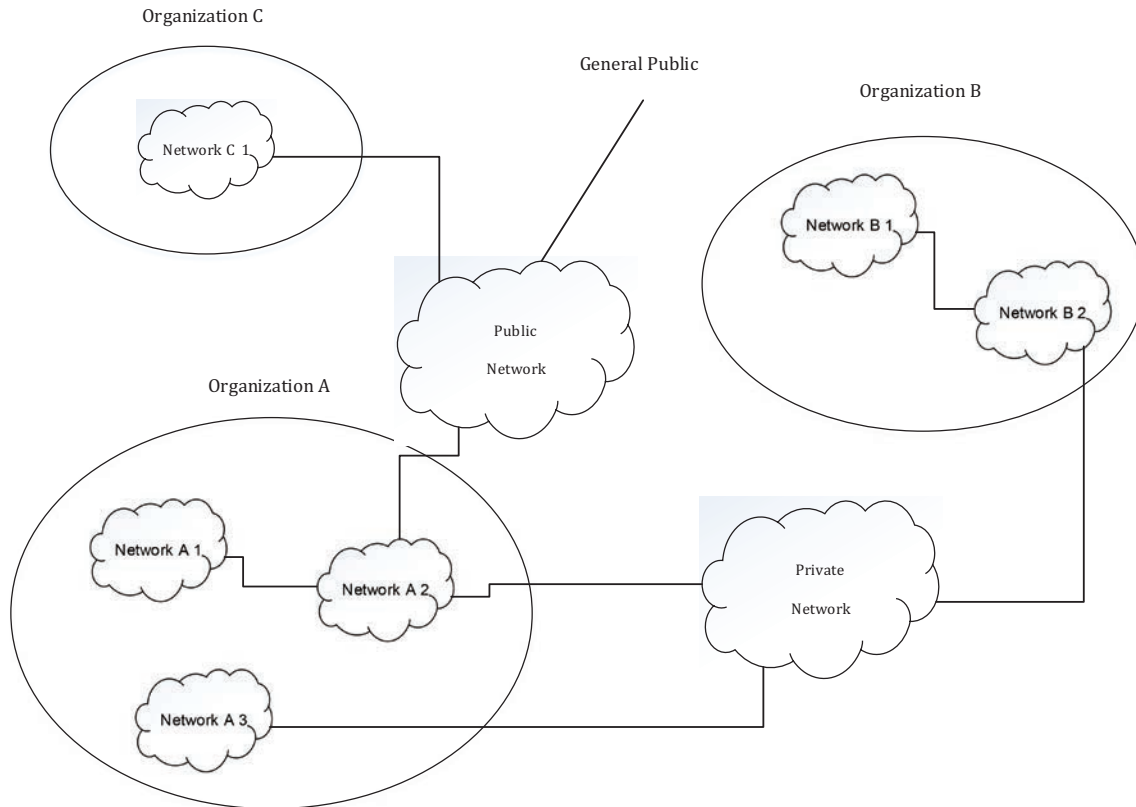 Organization C
General Public
Organization B
Network C 1
Network B 1
Network B 2
Public
Network
Organization A
Network A 1
Network A 2
Private
Network
Network A 3